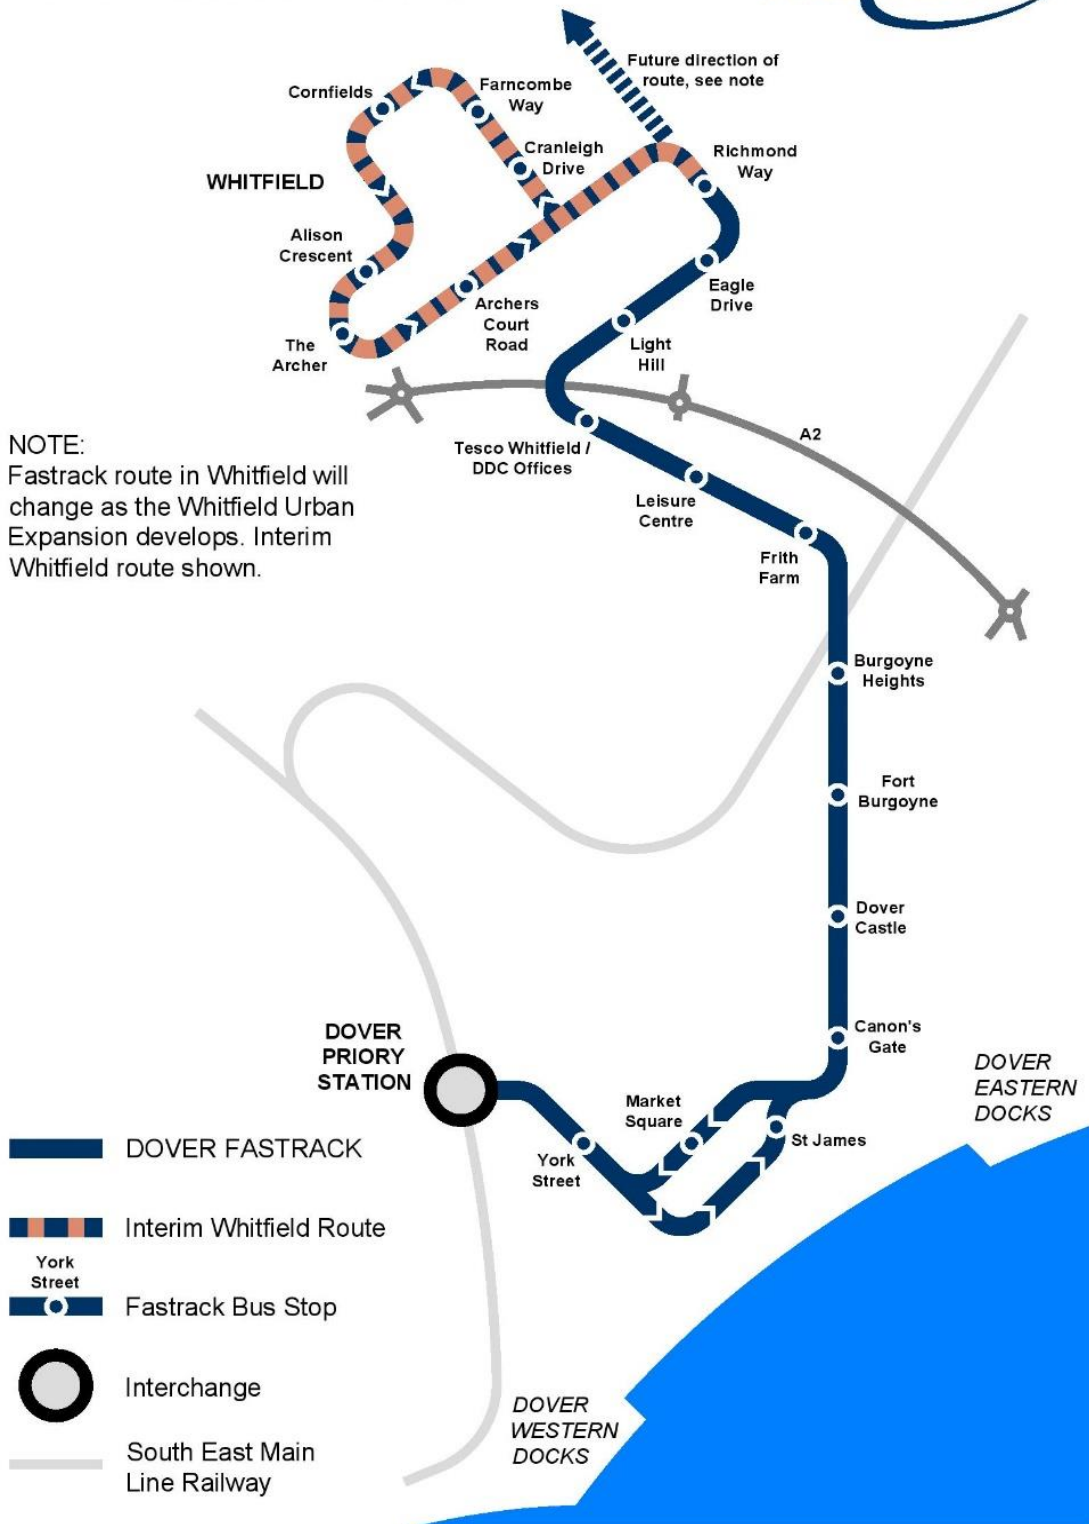 Future direction of
route, see note
Cornfields
Farncombe
Way
Cranleigh
Drive
Richmond
Way
WHITFIELD
Alison
Crescent
Eagle
Drive
Archers
Court
Road
The
Archer
Light
Hill
A2
NOTE:
Fastrack route in Whitfield will
change as the Whitfield Urban
Expansion develops. Interim
Whitfield route shown.
Tesco Whitfield /
DDC Offices
Leisure
Centre
Frith
Farm
Burgoyne
Heights
Fort
Burgoyne
Dover
Castle
Canon's
Gate
DOVER
PRIORY
STATION
DOVER
EASTERN
DOCKS
Market
Square
St James
York
Street
DOVER FASTRACK
Interim Whitfield Route
York
Street
Fastrack Bus Stop
Interchange
South East Main
Line Railway
DOVER
WESTERN
DOCKS